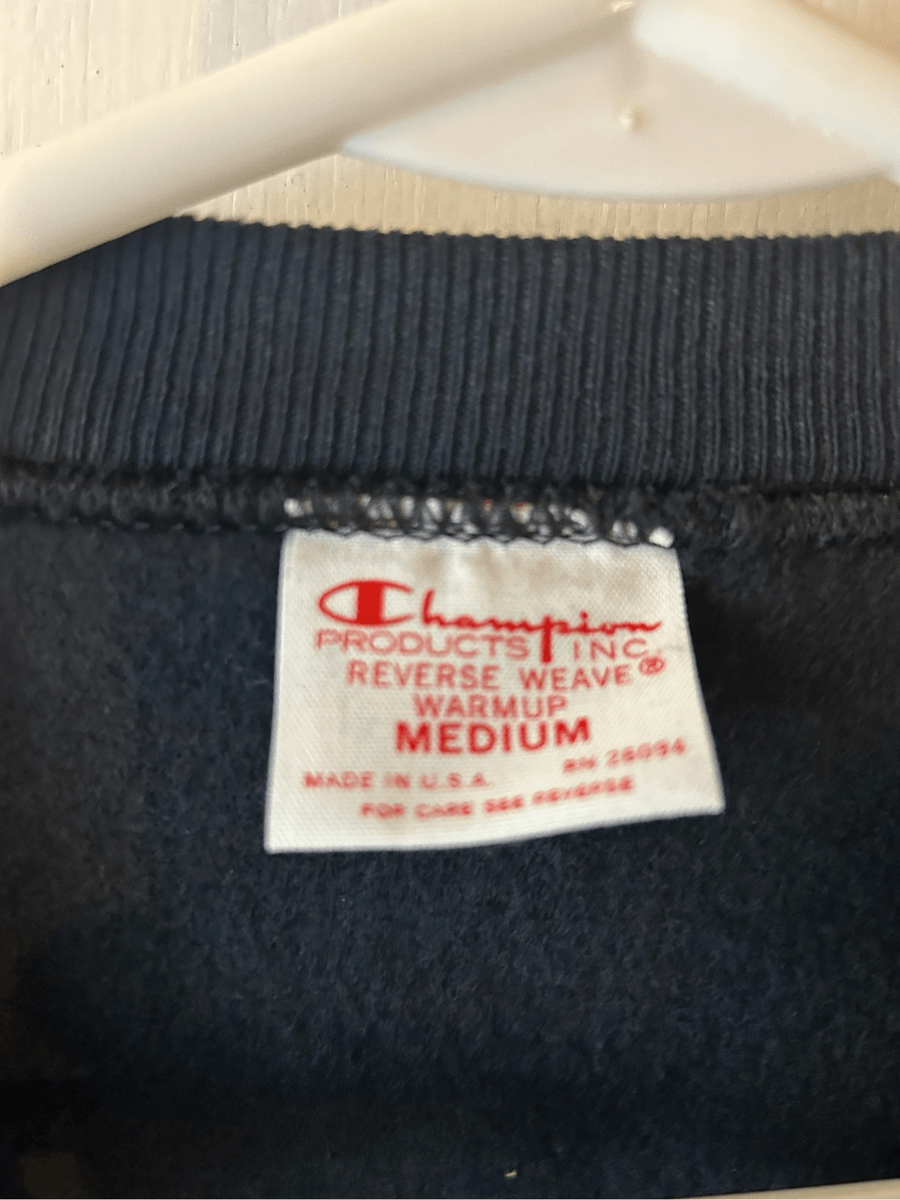 Champion
PRODUCTS INC.
REVERSE WEAVE®
WARMUP
MEDIUM
MADE IN U.S.A. RN 26094
FOR CARE SEE REVERSE